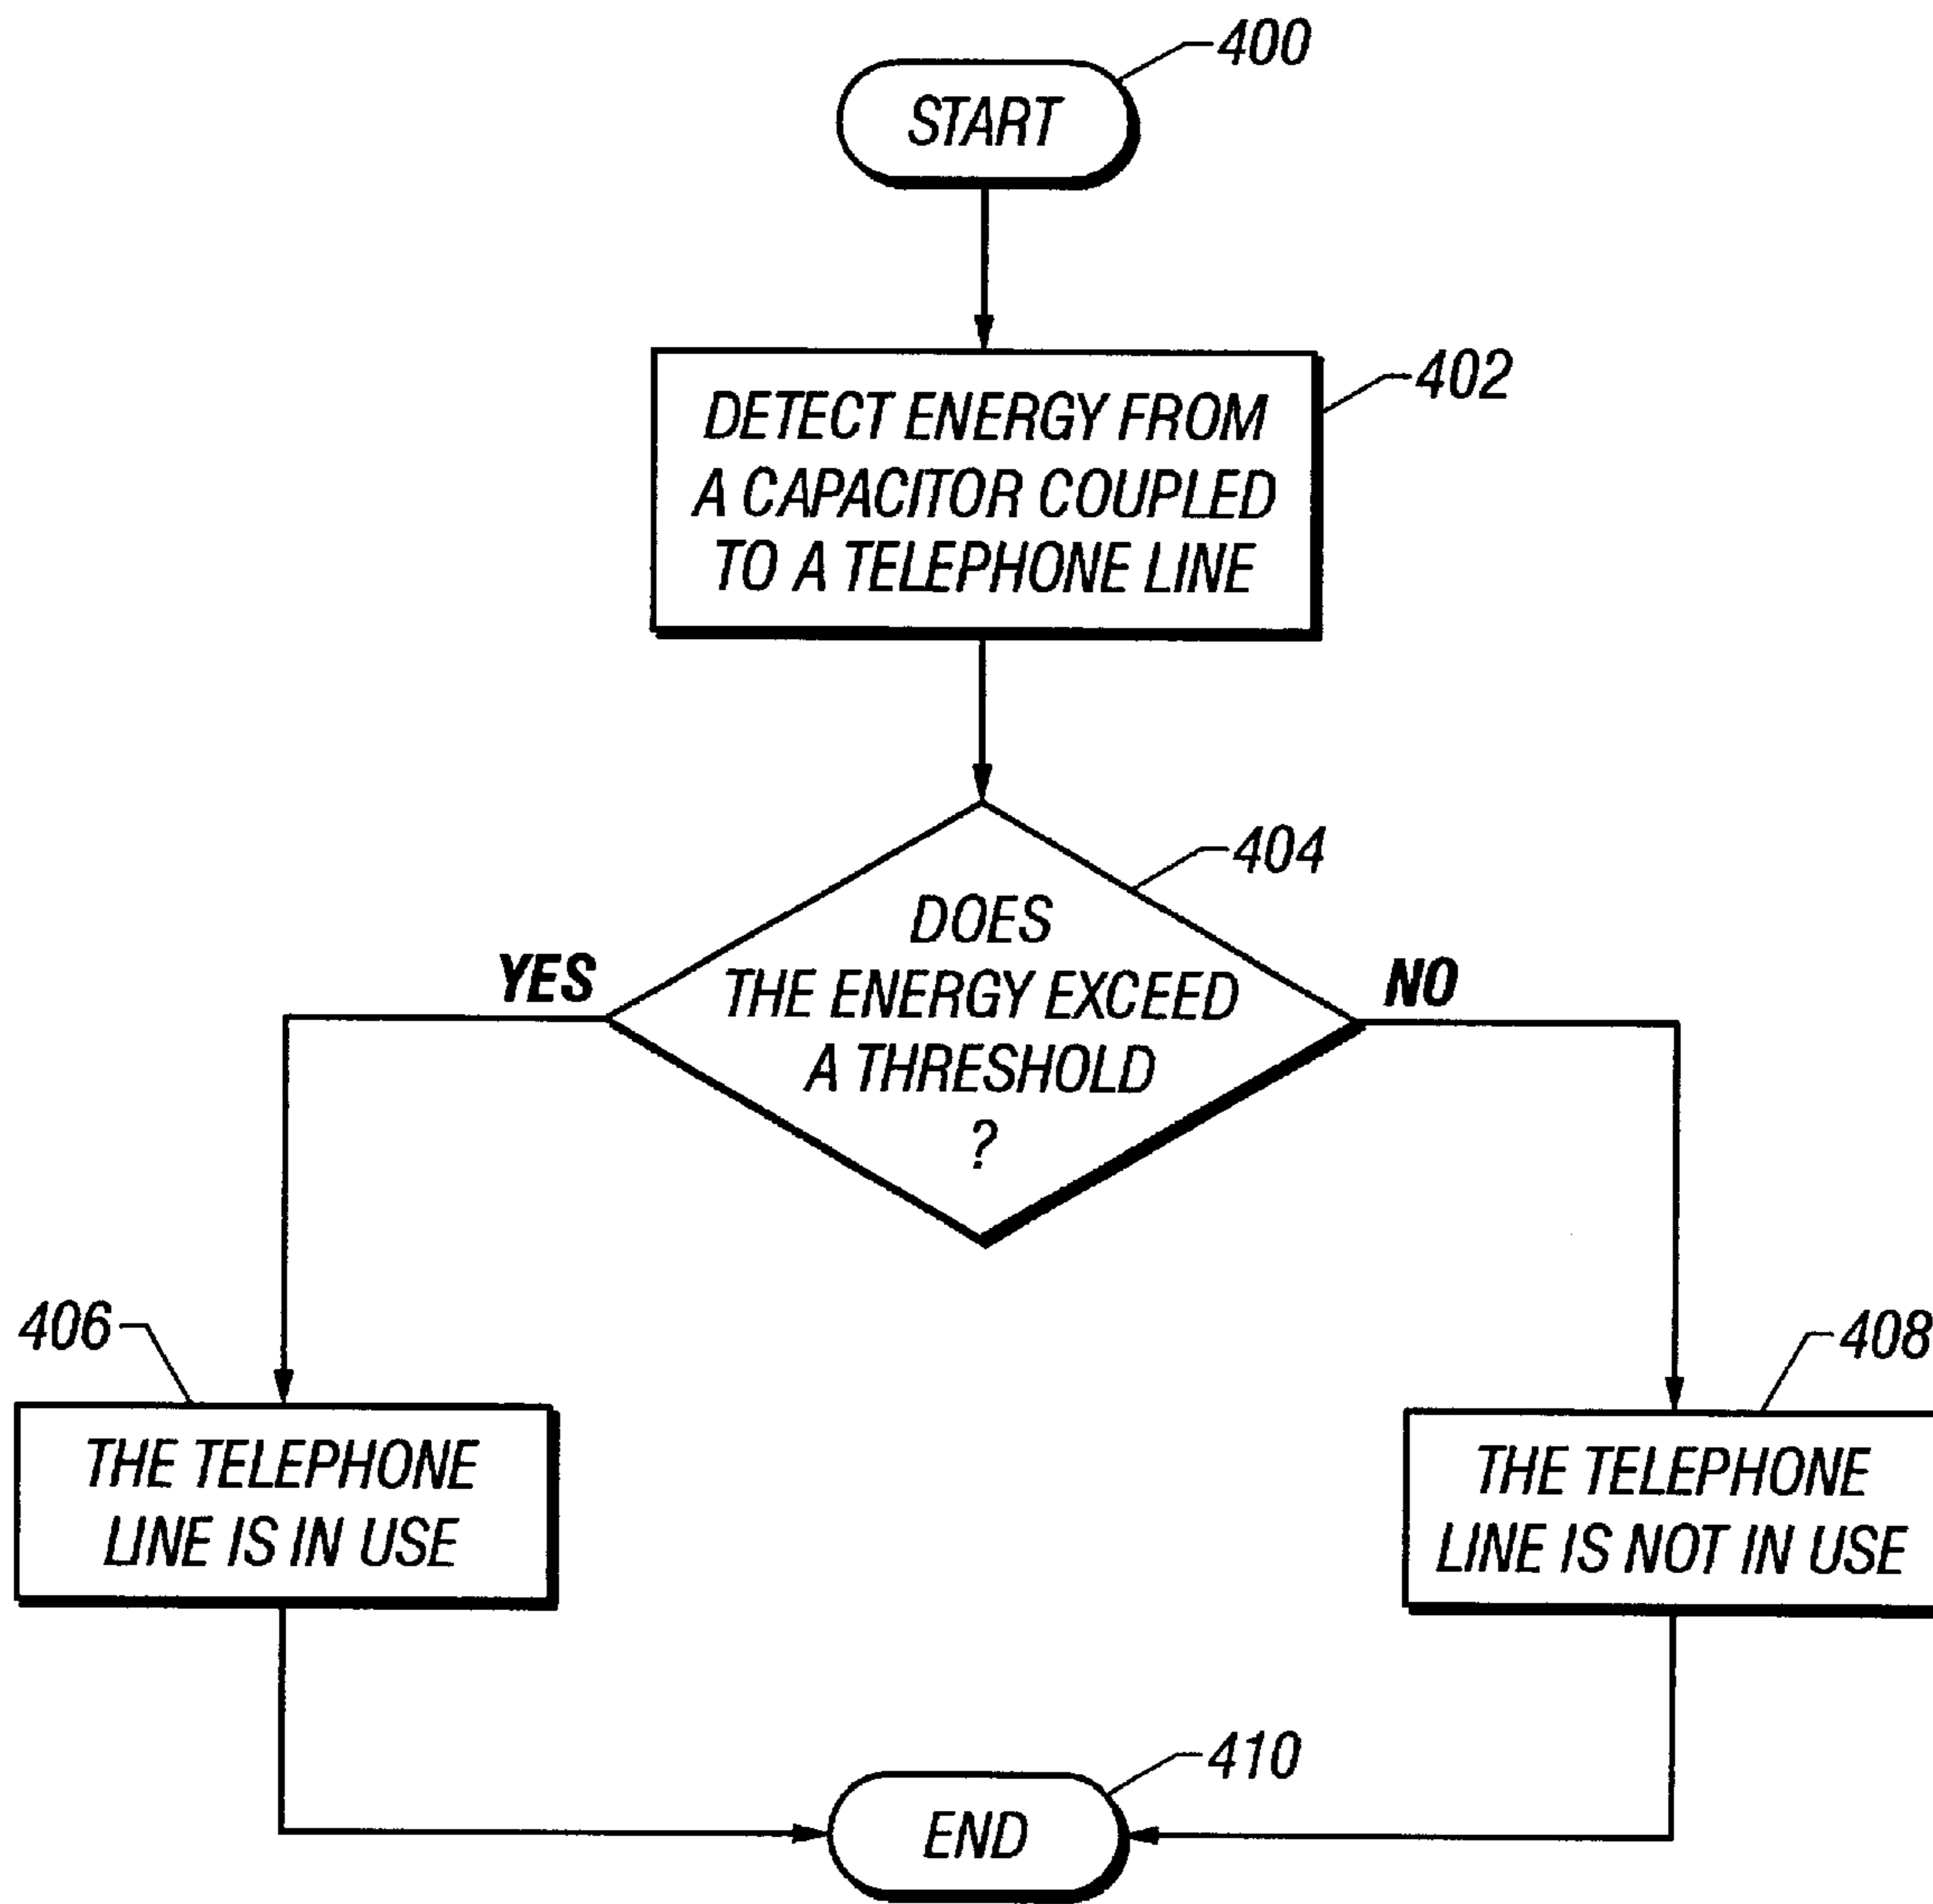 400
START
402
DETECT ENERGY FROM
A CAPACITOR COUPLED
TO A TELEPHONE LINE
404
DOES
THE ENERGY EXCEED
A THRESHOLD
?
YES
NO
406
THE TELEPHONE
LINE IS IN USE
408
THE TELEPHONE
LINE IS NOT IN USE
410
END